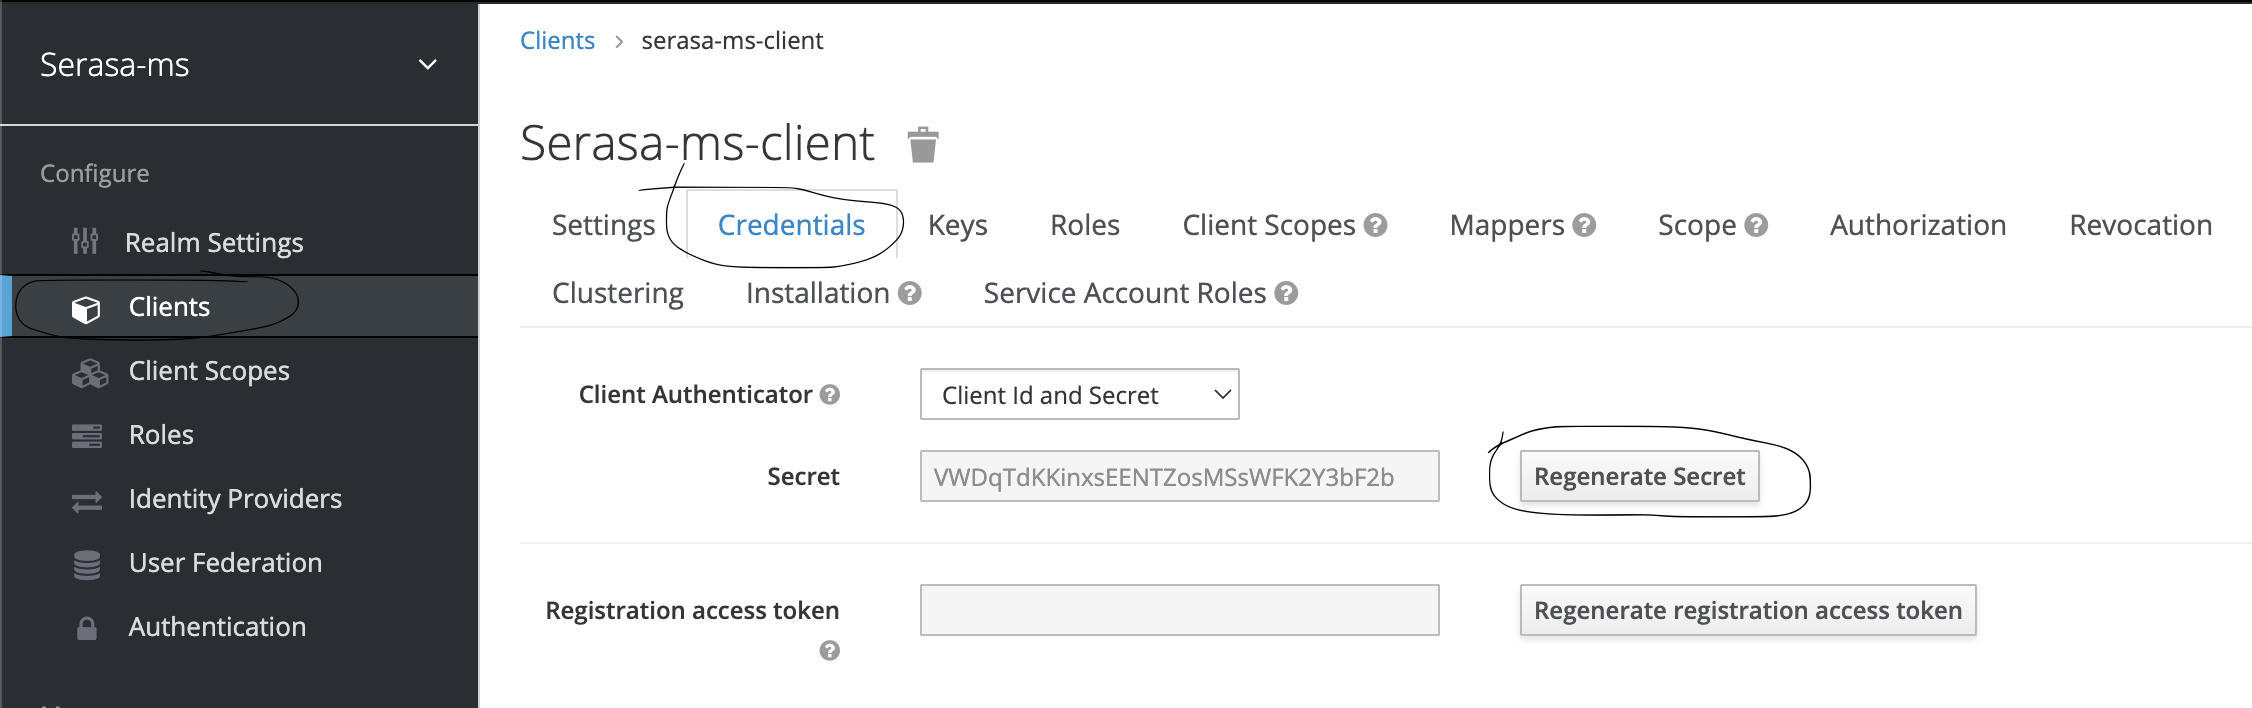 Serasa-ms
Configure
Realm Settings
Clients
Client Scopes
Roles
Identity Providers
User Federation
Authentication
Clients > serasa-ms-client
Serasa-ms-client
Settings Credentials Keys Roles Client Scopes Mappers Scope Authorization Revocation
Clustering Installation Service Account Roles
Client Authenticator Client Id and Secret
Secret VWDqTdKKinxsEENTZosMSsWFK2Y3bF2b Regenerate Secret
Registration access token Regenerate registration access token